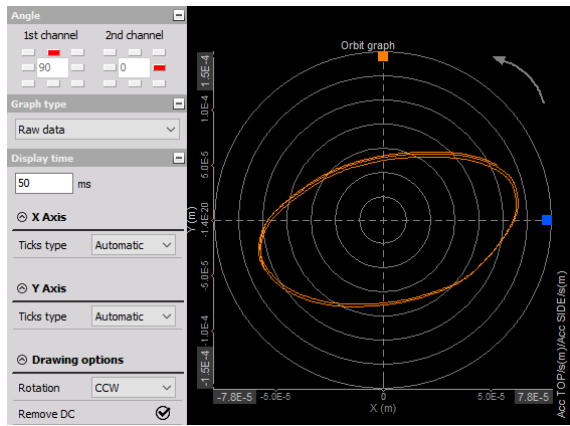 Angle
1st channel 2nd channel
90 0
Graph type
Raw data
Display time
50 ms
X Axis
Ticks type Automatic
Y Axis
Ticks type Automatic
Drawing options
Rotation CCW
Remove DC
Orbit graph
1.5E-4
1.0E-4
5.0E-5
-1.4E-20
Y (m)
-5.0E-5
-1.0E-4
-1.5E-4
-7.8E-5 -5.0E-5 0 5.0E-5 7.8E-5
X (m)
Acc TOP/s(m)/Acc SIDE/s(m)